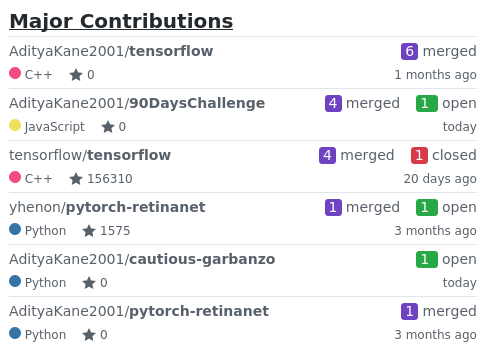 Major Contributions
AdityaKane2001/tensorflow 6 merged
C++ 0 1 months ago
AdityaKane2001/90DaysChallenge 4 merged 1 open
JavaScript 0 today
tensorflow/tensorflow 4 merged 1 closed
C++ 156310 20 days ago
yhenon/pytorch-retinanet 1 merged 1 open
Python 1575 3 months ago
AdityaKane2001/cautious-garbanzo 1 open
Python 0 today
AdityaKane2001/pytorch-retinanet 1 merged
Python 0 3 months ago